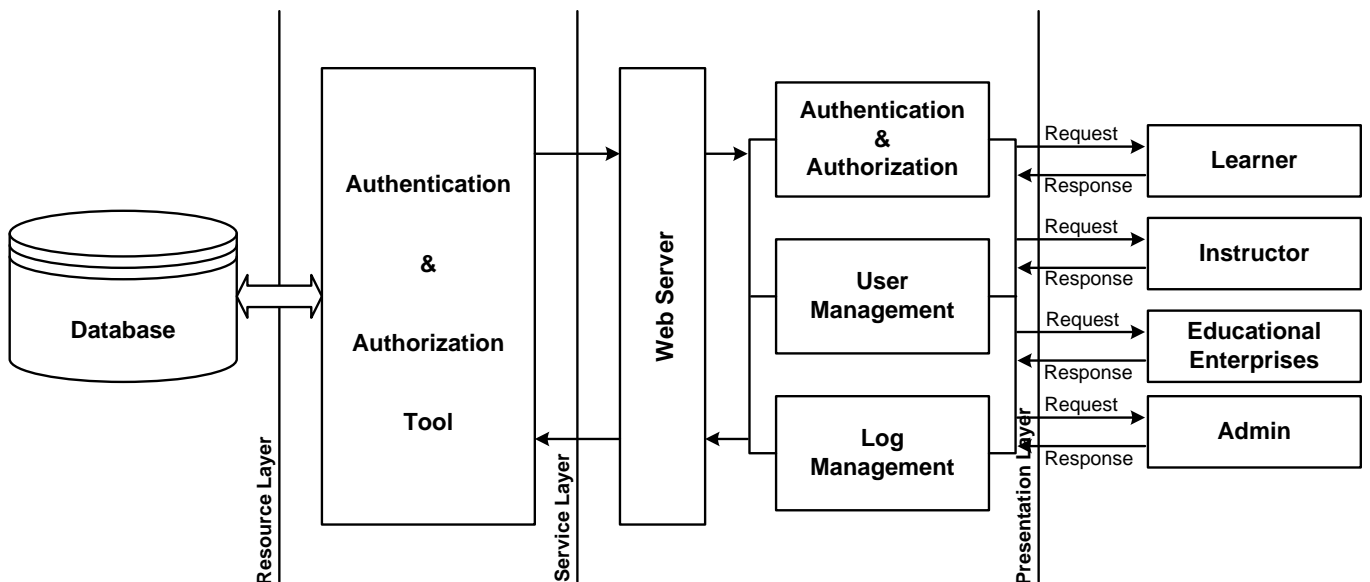 Database
Resource Layer
Authentication
&
Authorization
Tool
Service Layer
Web Server
Authentication
&
Authorization
User
Management
Log
Management
Presentation Layer
Request
Response
Learner
Request
Response
Instructor
Request
Response
Educational
Enterprises
Request
Response
Admin